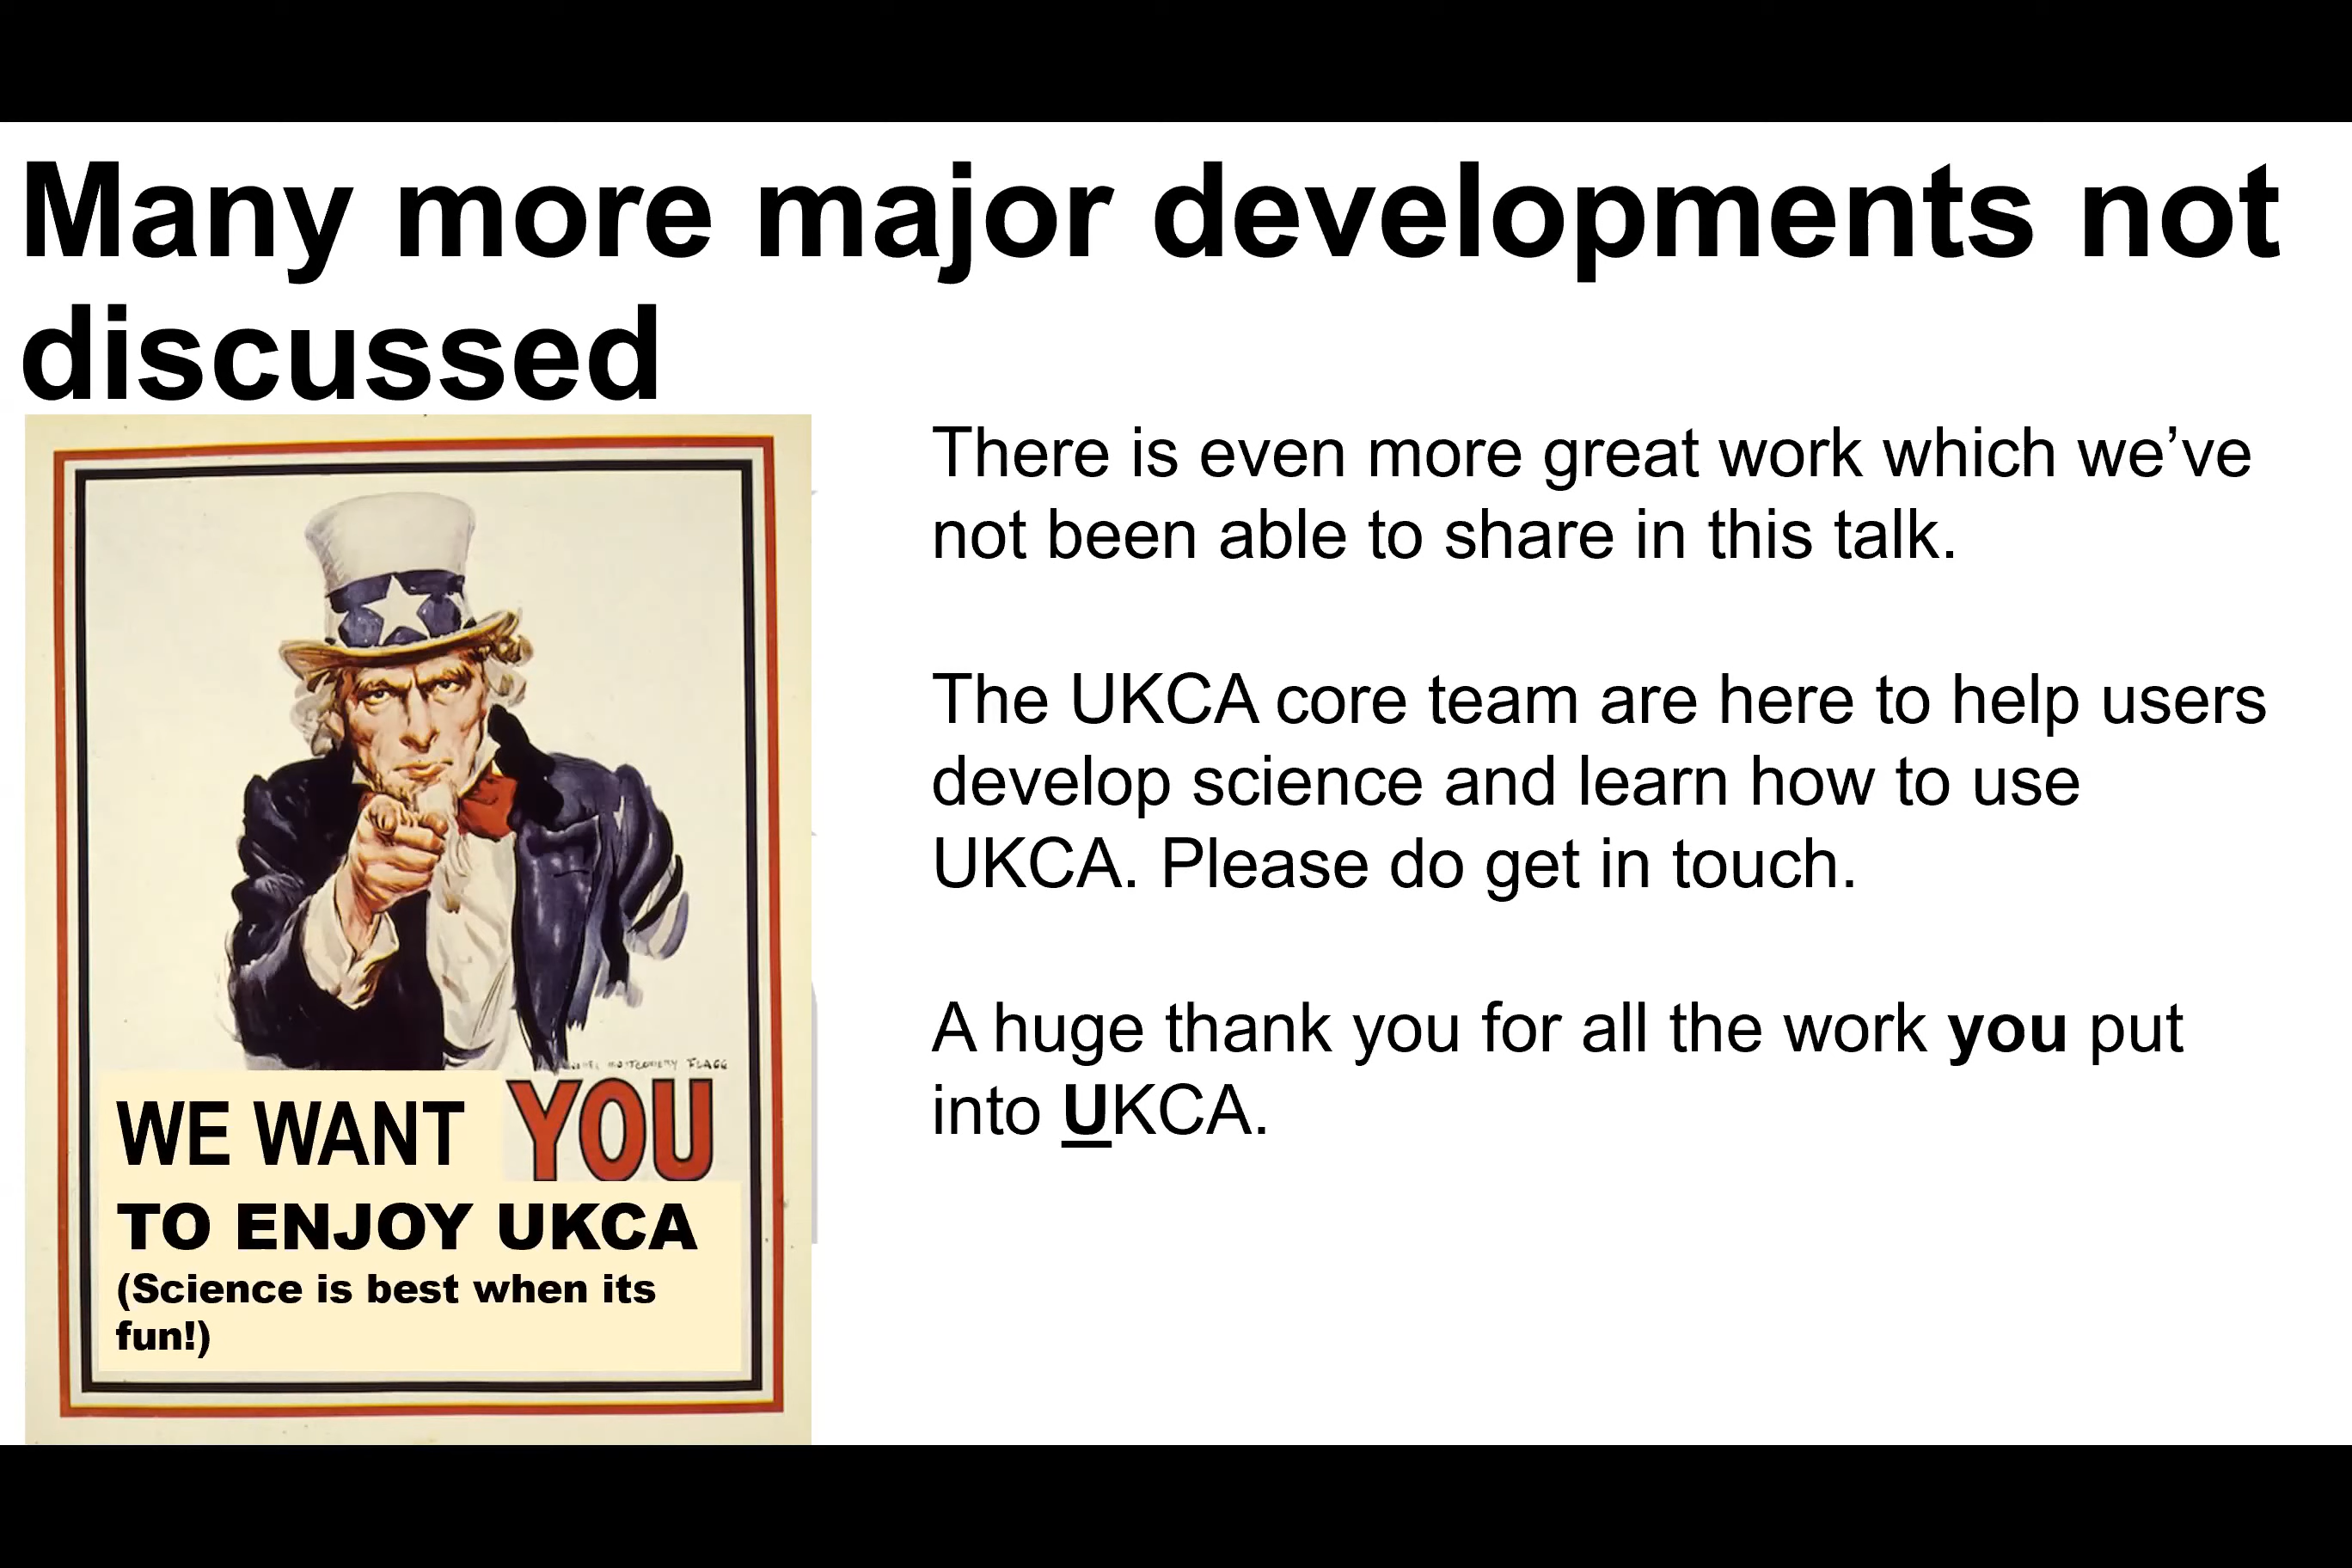 Many more major developments not
discussed
There is even more great work which we’ve
not been able to share in this talk.
The UKCA core team are here to help users
develop science and learn how to use
UKCA. Please do get in touch.
A huge thank you for all the work you put
into UKCA.
MONTGOMERY FLAGG
WE WANT YOU
TO ENJOY UKCA
(Science is best when its
fun!)